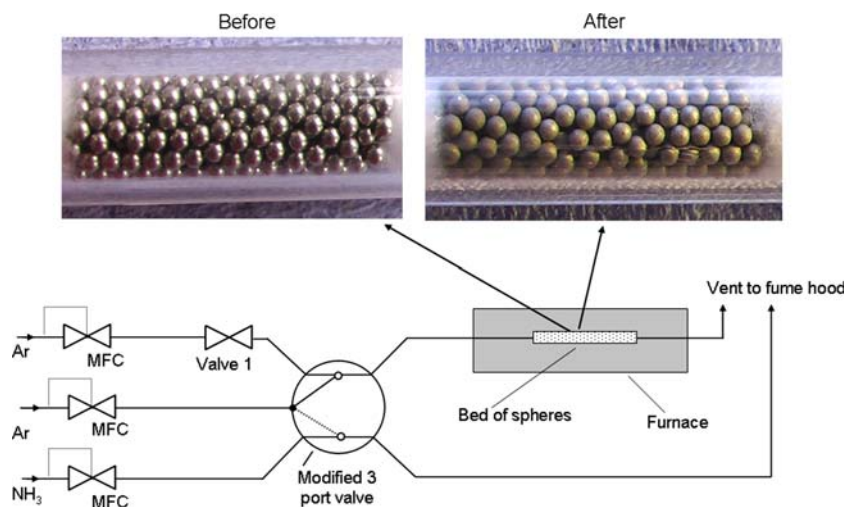 Before
After
Vent to fume hood
Ar
MFC
Valve 1
Bed of spheres
Furnace
Ar
MFC
NH₃
MFC
Modified 3
port valve